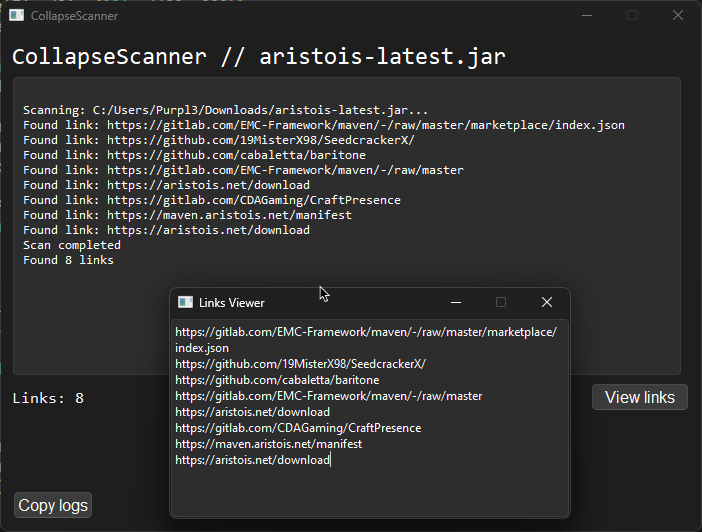 CollapseScanner
CollapseScanner // aristois-latest.jar
Scanning: C:/Users/Purpl3/Downloads/aristois-latest.jar...
Found link: https://gitlab.com/EMC-Framework/maven/-/raw/master/marketplace/index.json
Found link: https://github.com/19MisterX98/SeedcrackerX/
Found link: https://github.com/cabaletta/baritone
Found link: https://gitlab.com/EMC-Framework/maven/-/raw/master
Found link: https://aristois.net/download
Found link: https://gitlab.com/CDAGaming/CraftPresence
Found link: https://maven.aristois.net/manifest
Found link: https://aristois.net/download
Scan completed
Found 8 links
Links Viewer
https://gitlab.com/EMC-Framework/maven/-/raw/master/marketplace/
index.json
https://github.com/19MisterX98/SeedcrackerX/
https://github.com/cabaletta/baritone
https://gitlab.com/EMC-Framework/maven/-/raw/master
https://aristois.net/download
https://gitlab.com/CDAGaming/CraftPresence
https://maven.aristois.net/manifest
https://aristois.net/download
Links: 8
View links
Copy logs